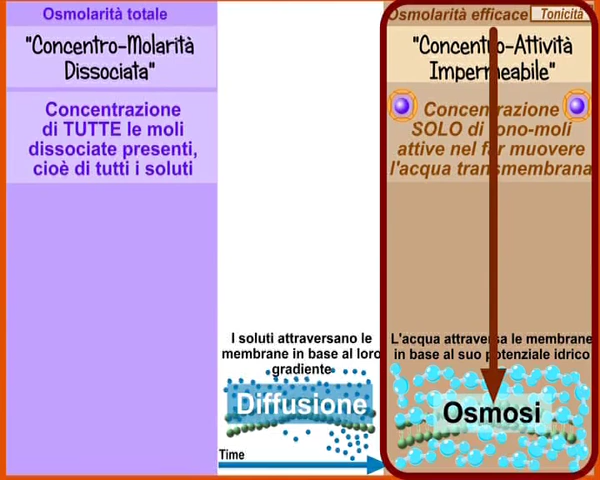 Osmolarità totale
"Concentro-Molarità
Dissociata"
Concentrazione
di TUTTE le moli
dissociate presenti,
cioè di tutti i soluti
Osmolarità efficace
Tonicità
"Concentro-Attività
Impermeabile"
Concentrazione
SOLO di iono-moli
attive nel far muovere
l'acqua transmembrana
I soluti attraversano le
membrane in base al loro
gradiente
Diffusione
Time
L'acqua attraversa le membrane
in base al suo potenziale idrico
Osmosi